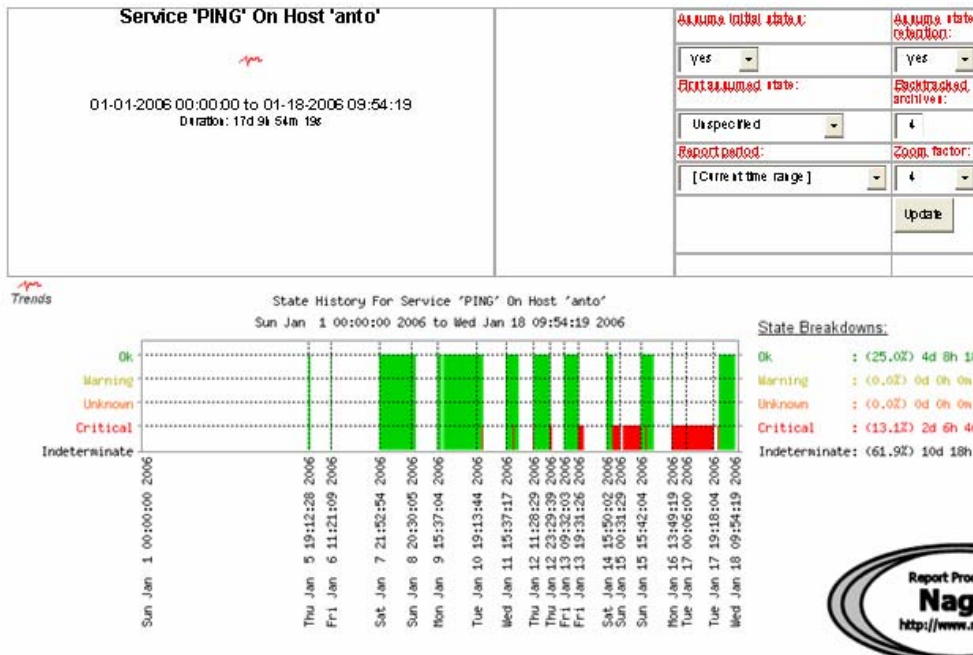 Service 'PING' On Host 'anto'
01-01-2006 00:00:00 to 01-18-2006 09:54:19
Duration: 17d 9h 54m 19s
Assume initial states:
Assume state
retention:
yes
yes
First assumed state:
Backtracked
archives:
Unspecified
4
Report period:
Zoom factor:
[Current time range]
4
Update
Trends
State History For Service 'PING' On Host 'anto'
Sun Jan 1 00:00:00 2006 to Wed Jan 18 09:54:19 2006
State Breakdowns:
Ok
Warning
Unknown
Critical
Indeterminate
Ok : (25.0%) 4d 8h
Warning : (0.0%) 0d 0h 0m
Unknown : (0.0%) 0d 0h 0m
Critical : (13.1%) 2d 6h
Indeterminate: (61.9%) 10d 18h
Sun Jan 1 00:00:00 2006
Thu Jan 5 19:12:28 2006
Fri Jan 6 11:21:09 2006
Sat Jan 7 21:52:54 2006
Sun Jan 8 20:30:05 2006
Mon Jan 9 15:37:04 2006
Tue Jan 10 19:13:44 2006
Wed Jan 11 15:37:17 2006
Thu Jan 12 11:28:29 2006
Thu Jan 12 23:29:39 2006
Fri Jan 13 09:32:03 2006
Fri Jan 13 19:31:26 2006
Sat Jan 14 15:50:02 2006
Sun Jan 15 00:31:29 2006
Sun Jan 15 15:42:04 2006
Mon Jan 16 13:49:19 2006
Tue Jan 17 00:06:00 2006
Tue Jan 17 19:18:04 2006
Wed Jan 18 09:54:19 2006
Report Pro
Nag
http://www.